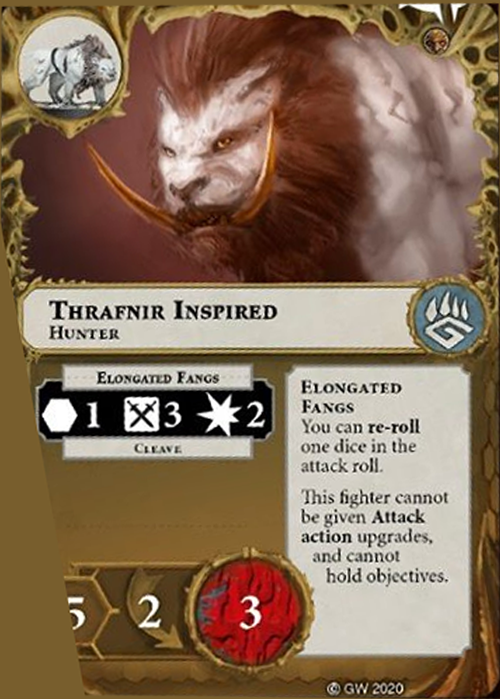 THRAFNIR INSPIRED
HUNTER
ELONGATED FANGS
1 3 2
CLEAVE
ELONGATED
FANGS
You can re-roll
one dice in the
attack roll.
This fighter cannot
be given Attack
action upgrades,
and cannot
hold objectives.
5 2 3
© GW 2020